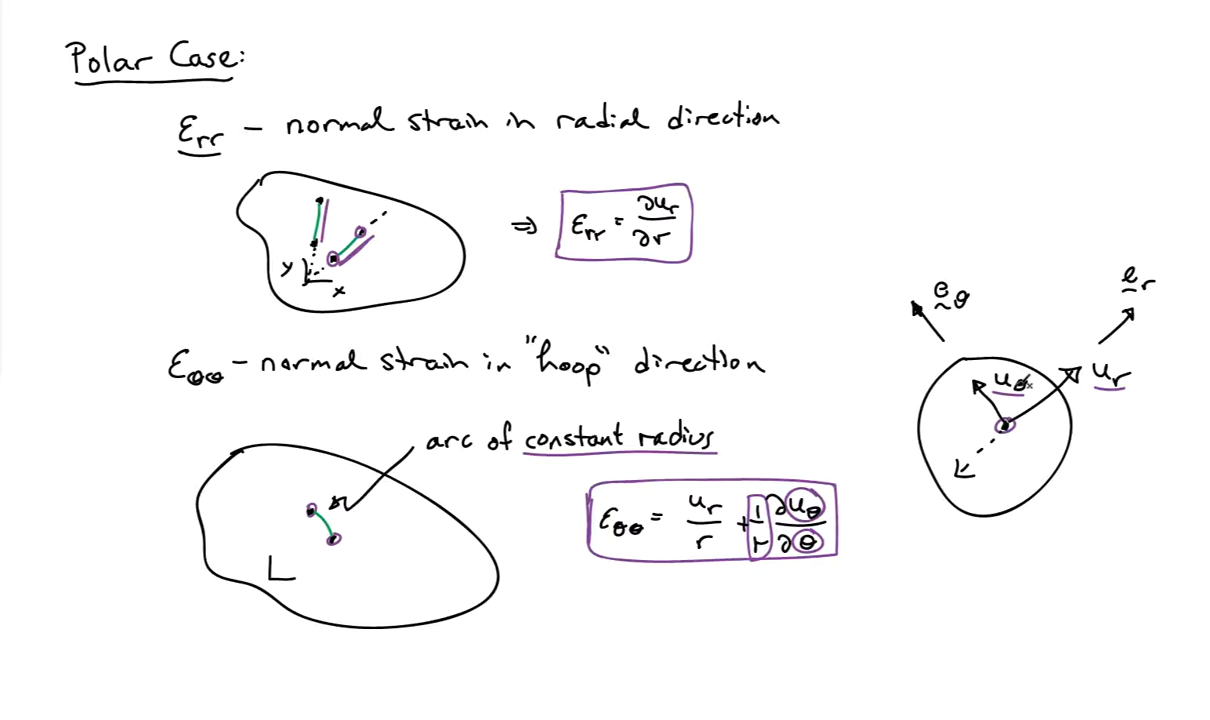 Polar Case:
εrr – normal strain in radial direction
y
x
⇒ εrr = ∂ur/∂r
eθ
er
εθθ – normal strain in "hoop" direction
uθ
ur
arc of constant radius
εθθ = ur/r + 1/r ∂uθ/∂θ